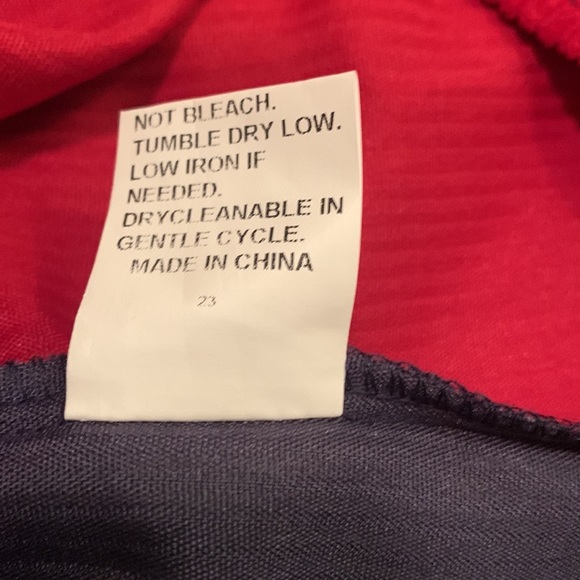 NOT BLEACH.
TUMBLE DRY LOW.
LOW IRON IF
NEEDED.
DRYCLEANABLE IN
GENTLE CYCLE.
MADE IN CHINA
23